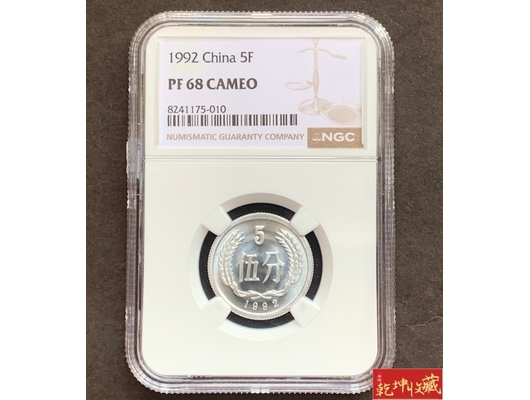 1992 China 5F
PF 68 CAMEO
8241175-010
NUMISMATIC GUARANTY COMPANY
NGC
5
伍分
1992
乾坤收藏